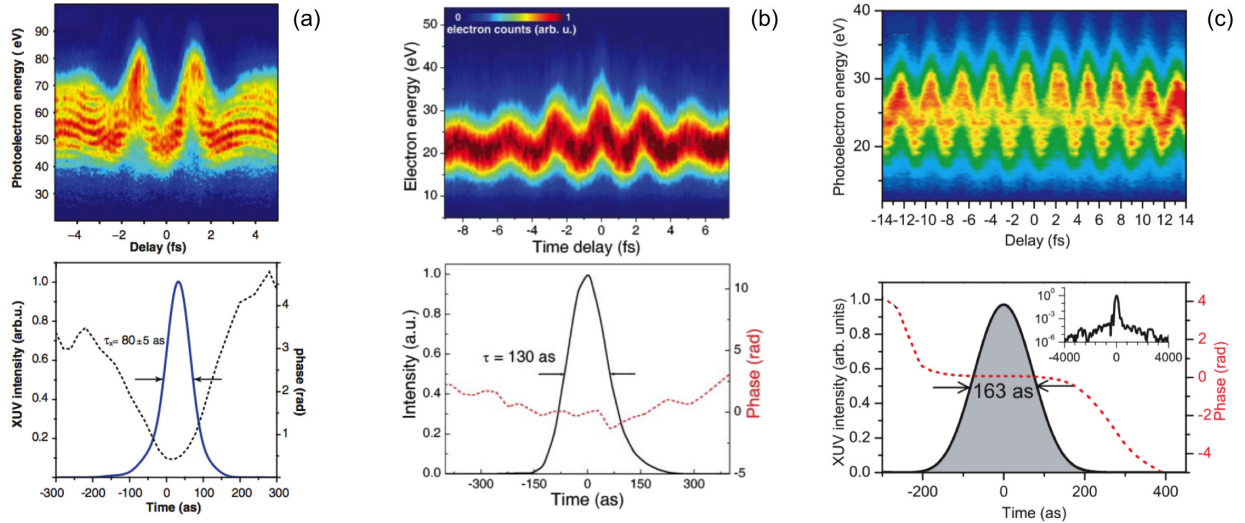 (a)
Photoelectron energy ( eV)
90
80
70
60
50
40
30
−4 −2 0 2 4
Delay (fs)
(b)
0 1
electron counts (arb. u.)
Electron energy (eV)
50
40
30
20
10
-8 -6 -4 -2 0 2 4 6
Time delay (fs)
(c)
Photoelectron energy (eV)
40
30
20
-14 -12 -10 -8 -6 -4 -2 0 2 4 6 8 10 12 14
Delay (fs)
XUV intensity (arb.u.)
1.0
0.8
0.6
0.4
0.2
τx= 80±5 as
4
3
2
1
phase (rad)
-300 -200 -100 0 100 200 300
Time (as)
Intensity (a.u.)
1.0
0.8
0.6
0.4
0.2
0.0
τ = 130 as
10
5
0
-5
Phase (rad)
-300 -150 0 150 300
Time (as)
XUV intensity (arb. units)
1.0
0.8
0.6
0.4
0.2
0.0
163 as
10^0
10^-3
10^-6
-4000 0 4000
4
2
0
-2
-4
Phase (rad)
-200 0 200 400
Time (as)